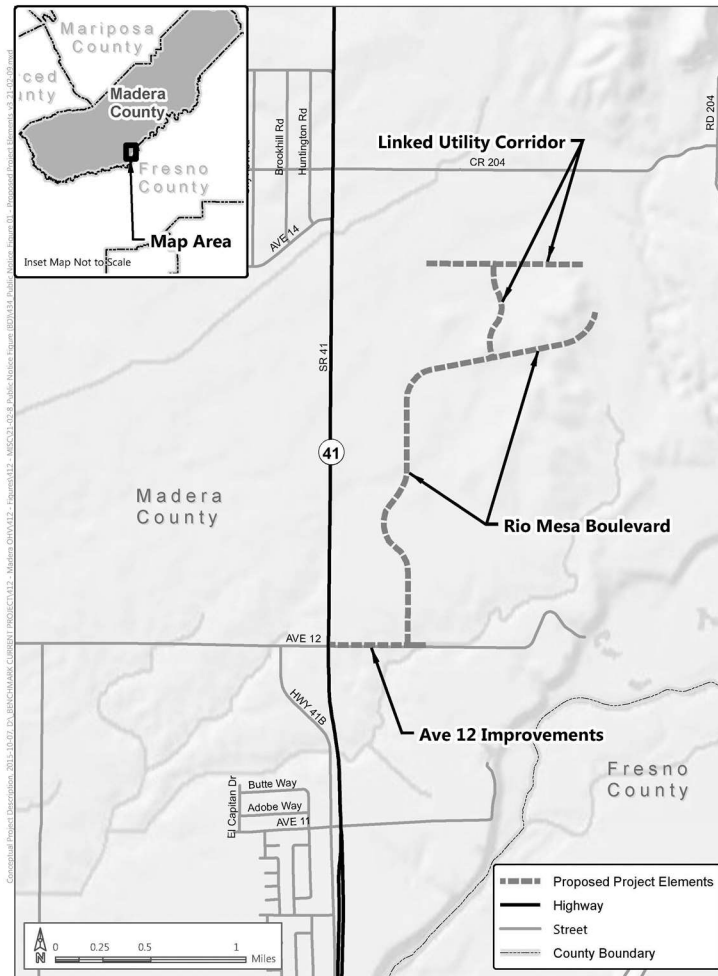 Mariposa
County
ced
unty
Madera
County
Fresno
County
Map Area
Inset Map Not to Scale
Brookhill Rd
Huntington Rd
AVE 14
Linked Utility Corridor
CR 204
RD 204
SR 41
41
Madera
County
Rio Mesa Boulevard
AVE 12
HWY 41B
Ave 12 Improvements
Fresno
County
El Capitan Dr
Butte Way
Adobe Way
AVE 11
Proposed Project Elements
Highway
Street
County Boundary
N
0 0.25 0.5 1
Miles